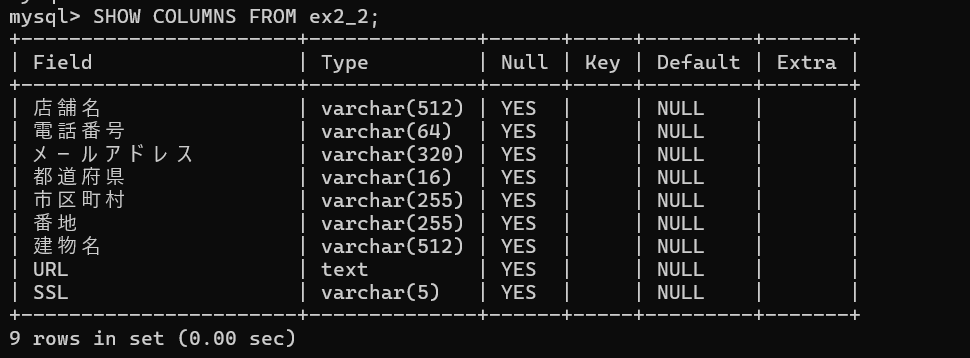 mysql> SHOW COLUMNS FROM ex2_2;
+------------------------+--------------+------+-----+---------+-------+
| Field                  | Type         | Null | Key | Default | Extra |
+------------------------+--------------+------+-----+---------+-------+
| 店舗名                 | varchar(512) | YES  |     | NULL    |       |
| 電話番号               | varchar(64)  | YES  |     | NULL    |       |
| メールアドレス         | varchar(320) | YES  |     | NULL    |       |
| 都道府県               | varchar(16)  | YES  |     | NULL    |       |
| 市区町村               | varchar(255) | YES  |     | NULL    |       |
| 番地                   | varchar(255) | YES  |     | NULL    |       |
| 建物名                 | varchar(512) | YES  |     | NULL    |       |
| URL                    | text         | YES  |     | NULL    |       |
| SSL                    | varchar(5)   | YES  |     | NULL    |       |
+------------------------+--------------+------+-----+---------+-------+
9 rows in set (0.00 sec)